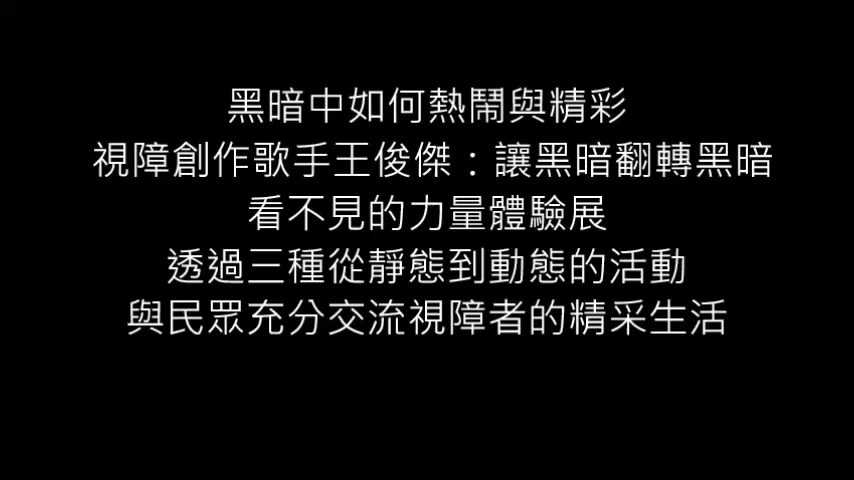 黑暗中如何熱鬧與精彩
視障創作歌手王俊傑：讓黑暗翻轉黑暗
看不見的力量體驗展
透過三種從靜態到動態的活動
與民眾充分交流視障者的精采生活